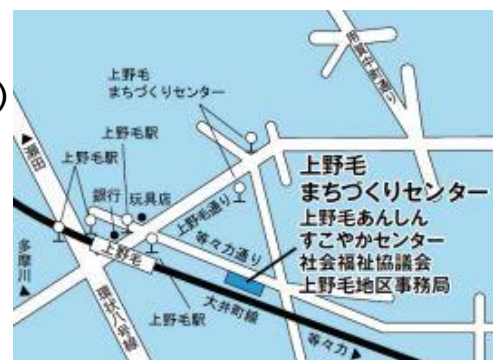 上野毛
まちづくりセンター
用賀中町通り
上野毛駅
▲瀬田
上野毛駅
銀行
玩具店
上野毛通り
等々力通り
上野毛
まちづくりセンター
上野毛あんしん
すこやかセンター
社会福祉協議会
上野毛地区事務局
多摩川▼
上野毛
環状八号線
上野毛駅
大井町線
等々力▶